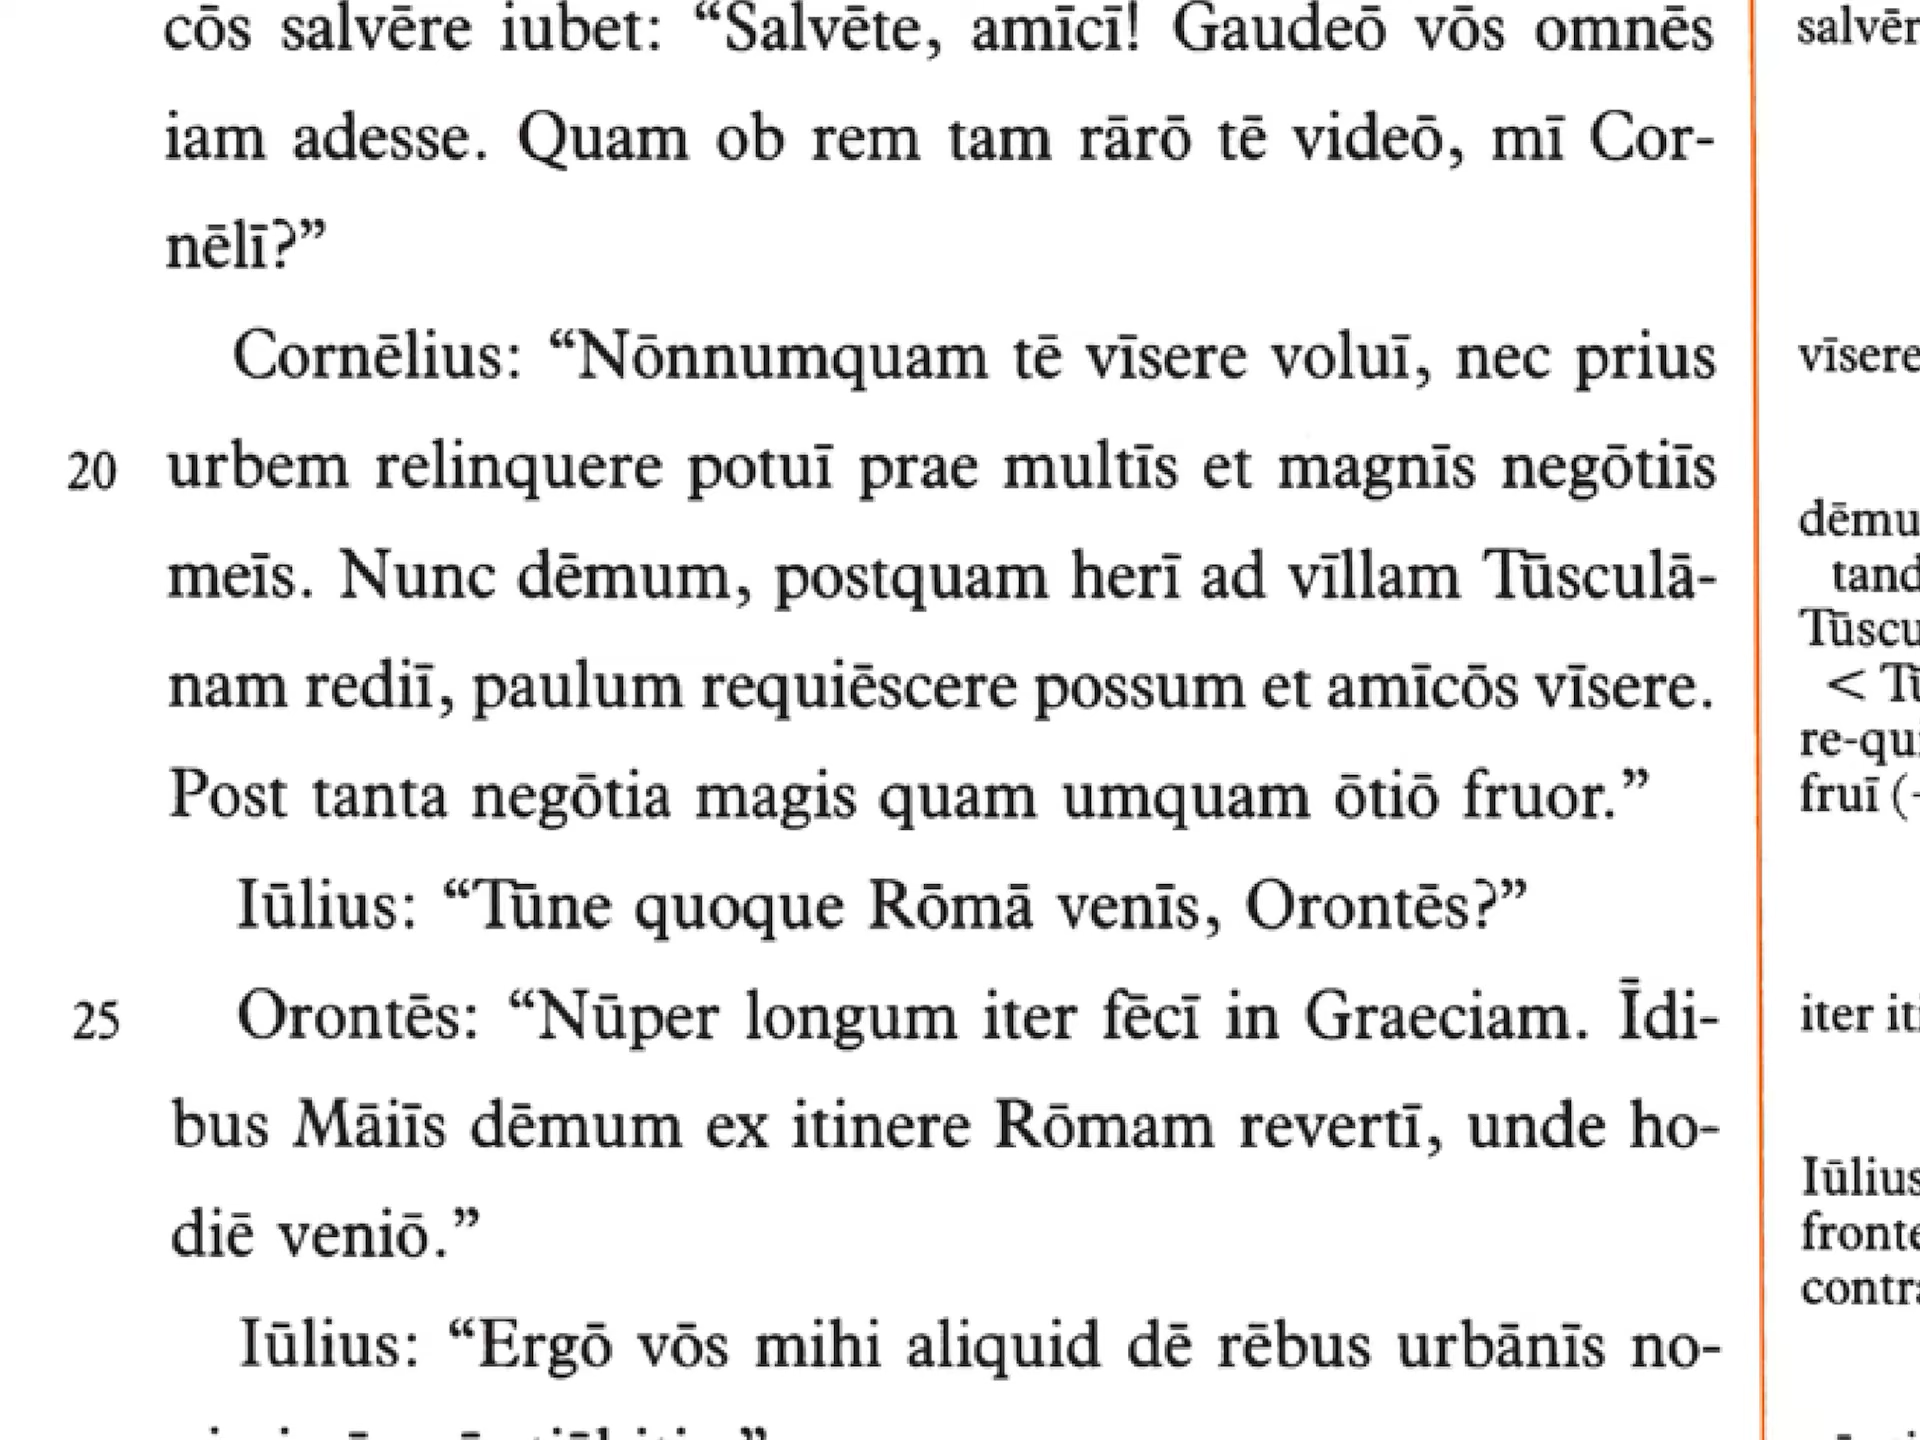 cōs salvēre iubet: “Salvēte, amīcī! Gaudeō vōs omnēs
iam adesse. Quam ob rem tam rārō tē videō, mī Cor-
nēlī?”
Cornēlius: “Nōnnumquam tē vīsere voluī, nec prius
20 urbem relinquere potuī prae multīs et magnīs negōtiīs
meīs. Nunc dēmum, postquam herī ad vīllam Tūsculā-
nam rediī, paulum requiēscere possum et amīcōs vīsere.
Post tanta negōtia magis quam umquam ōtiō fruor.”
Iūlius: “Tūne quoque Rōmā venīs, Orontēs?”
25 Orontēs: “Nūper longum iter fēcī in Graeciam. Īdi-
bus Māiīs dēmum ex itinere Rōmam revertī, unde ho-
diē veniō.”
Iūlius: “Ergō vōs mihi aliquid dē rēbus urbānīs no-
salvēr
vīsere
dēmu
tand
Tūscu
< Tū
re-qui
fruī (-
iter iti
Iūlius
fronte
contrā